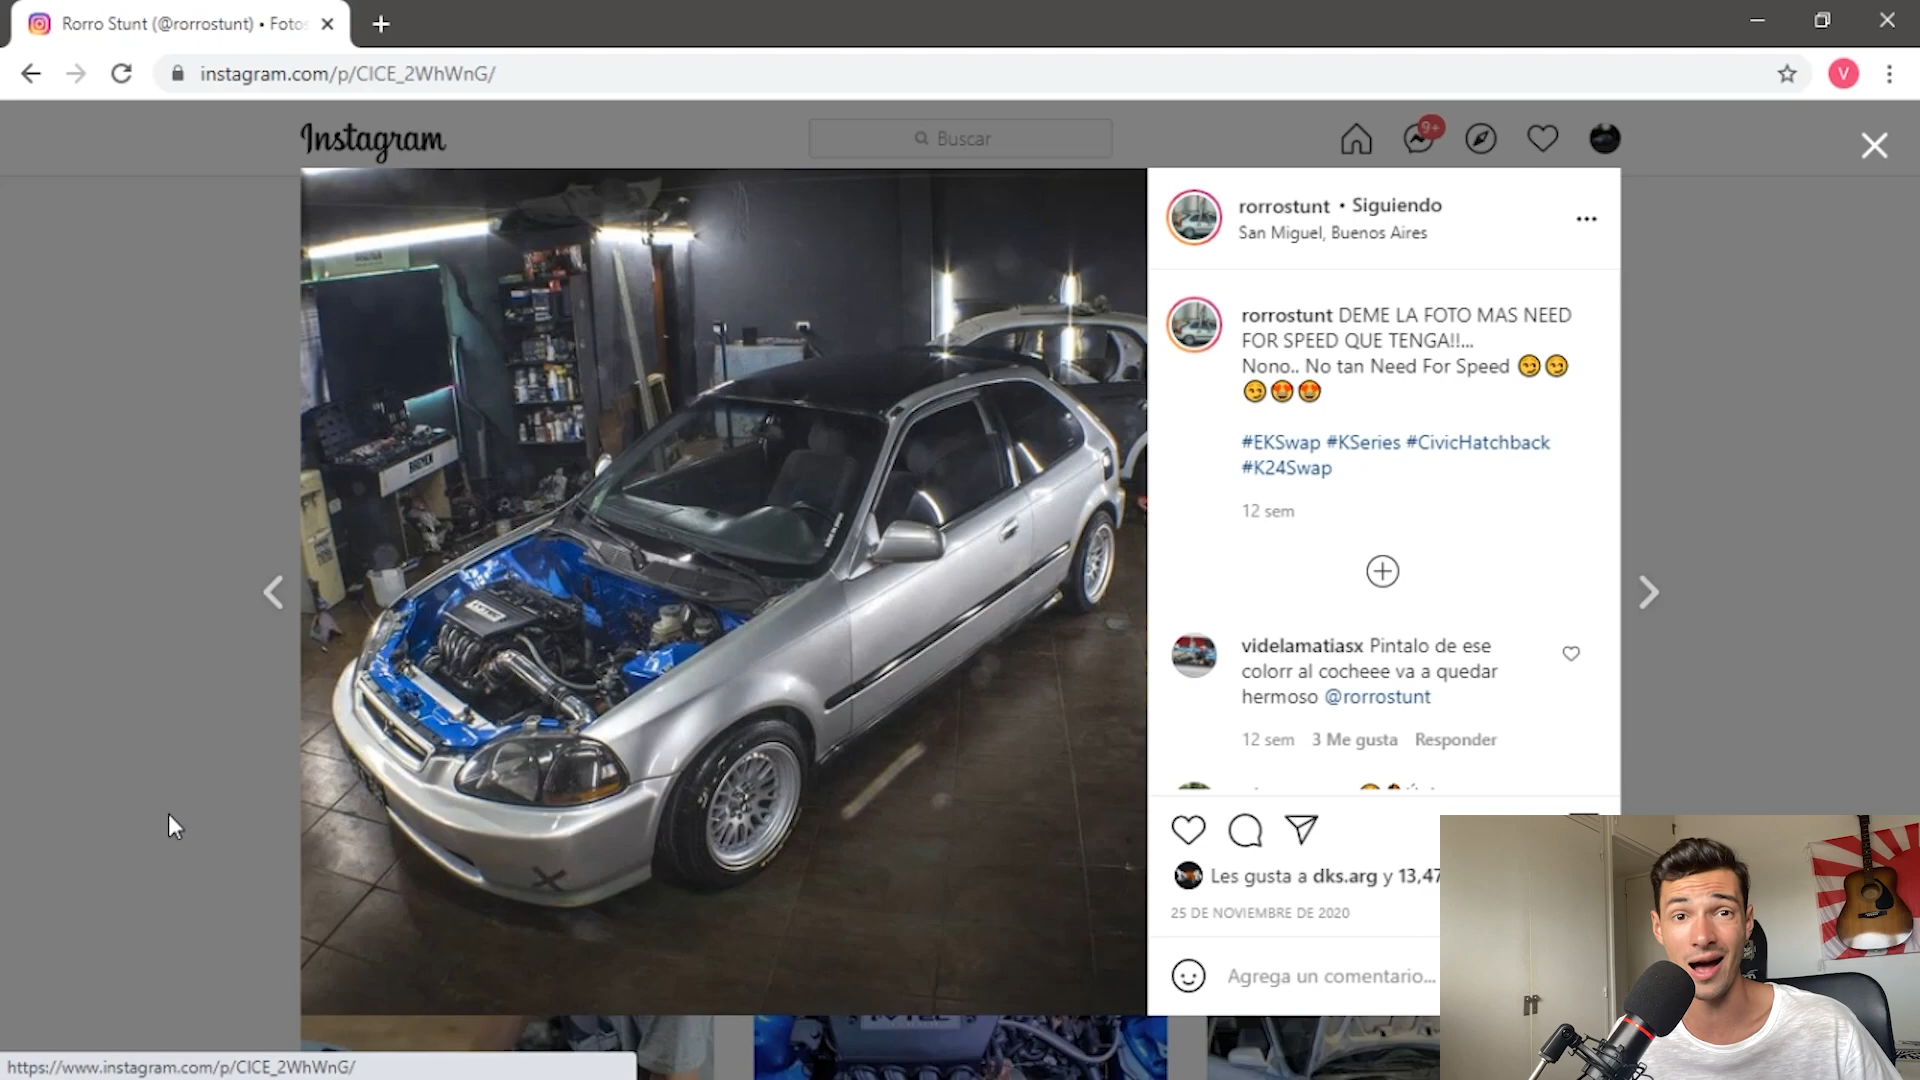 Rorro Stunt (@rorrostunt) • Fotos
instagram.com/p/CICE_2WhWnG/
V
Instagram
Buscar
9+
rorrostunt • Siguiendo
San Miguel, Buenos Aires
rorrostunt DEME LA FOTO MAS NEED
FOR SPEED QUE TENGA!!...
Nono.. No tan Need For Speed 😏😏
😏😍😍
#EKSwap #KSeries #CivicHatchback
#K24Swap
12 sem
videlamatiasx Pintalo de ese
colorr al cocheee va a quedar
hermoso @rorrostunt
12 sem 3 Me gusta Responder
Les gusta a dks.arg y 13,47
25 DE NOVIEMBRE DE 2020
Agrega un comentario...
BREMEN
https://www.instagram.com/p/CICE_2WhWnG/